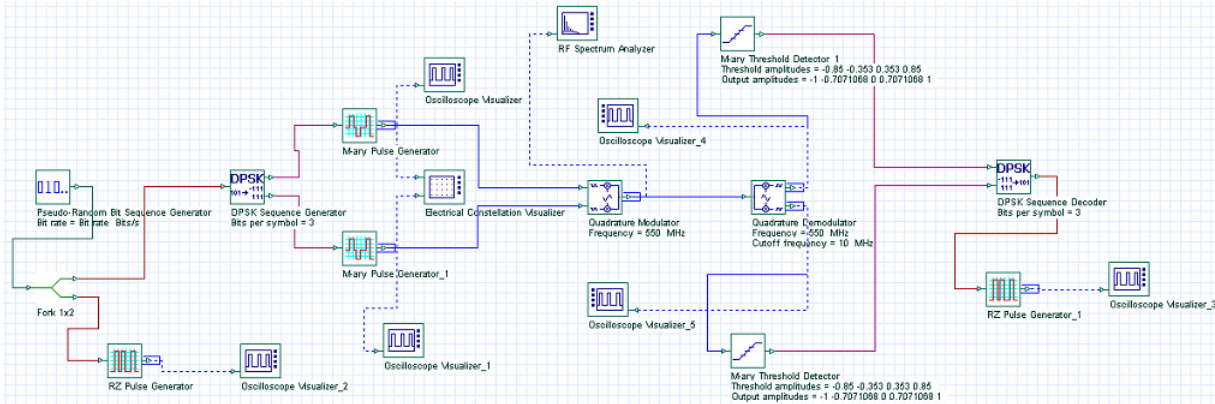 RF Spectrum Analyzer
M-ary Threshold Detector 1
Threshold amplitudes = -0.85 -0.353 0.353 0.85
Output amplitudes = -1 -0.7071068 0 0.7071068 1
Oscilloscope Visualizer
Oscilloscope Visualizer_4
M-ary Pulse Generator
DPSK
101
-111
111
DPSK
-111
111
101
010..
Pseudo-Random Bit Sequence Generator
Bit rate = Bit rate Bits/s
DPSK Sequence Generator
Bits per symbol = 3
Electrical Constellation Visualizer
Quadrature Modulator
Frequency = 550 MHz
Quadrature Demodulator
Frequency = 550 MHz
Cutoff frequency = 10 MHz
DPSK Sequence Decoder
Bits per symbol = 3
M-ary Pulse Generator_1
Fork 1x2
Oscilloscope Visualizer_5
RZ Pulse Generator_1
Oscilloscope Visualizer_3
Oscilloscope Visualizer_1
RZ Pulse Generator
Oscilloscope Visualizer_2
M-ary Threshold Detector
Threshold amplitudes = -0.85 -0.353 0.353 0.85
Output amplitudes = -1 -0.7071068 0 0.7071068 1